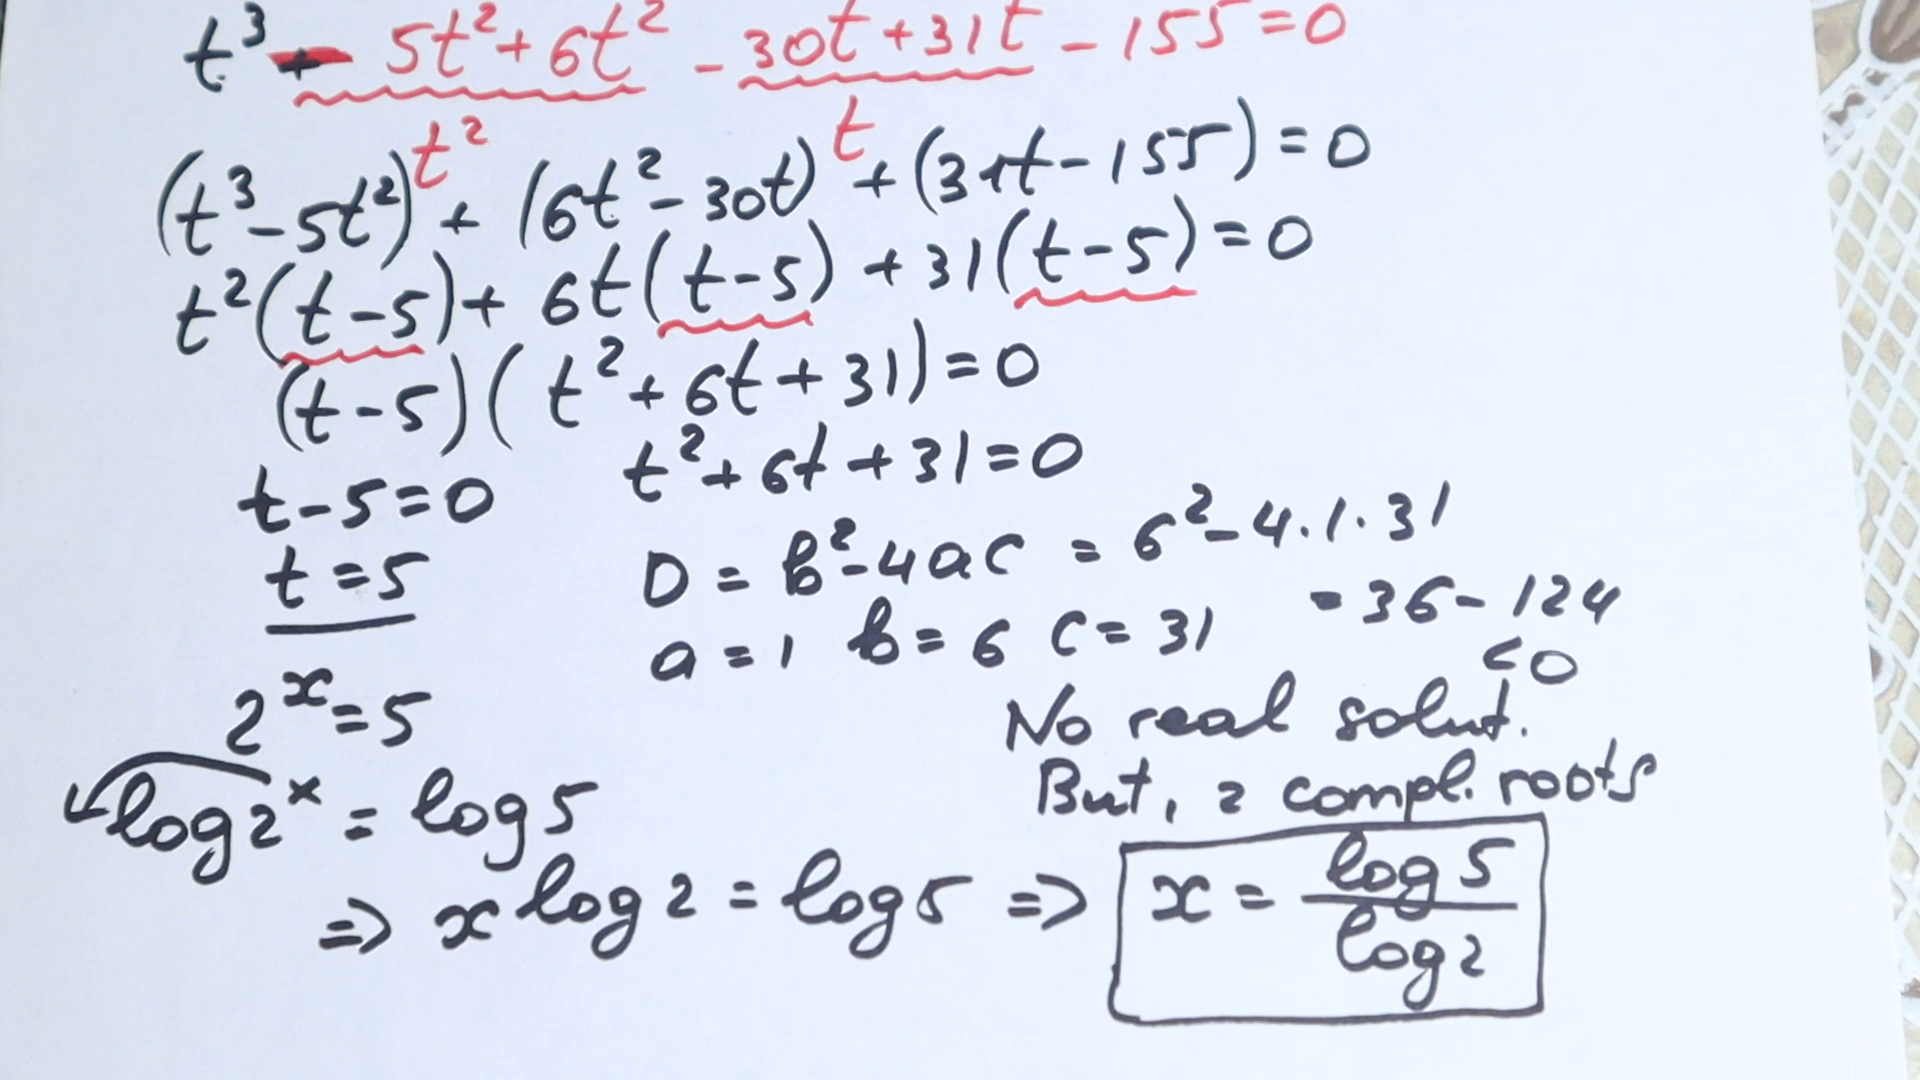 t³ - 5t² + 6t² - 30t + 31t - 155 = 0
t² t
(t³ - 5t²) + (6t² - 30t) + (31t - 155) = 0
t²(t - 5) + 6t(t - 5) + 31(t - 5) = 0
(t - 5)(t² + 6t + 31) = 0
t - 5 = 0
t = 5
2ˣ = 5
t² + 6t + 31 = 0
D = b² - 4ac = 6² - 4·1·31
= 36 - 124
< 0
a = 1 b = 6 c = 31
No real solut.
But, 2 compl. roots
log 2ˣ = log 5
⇒ x log 2 = log 5 ⇒ x = log 5 / log 2